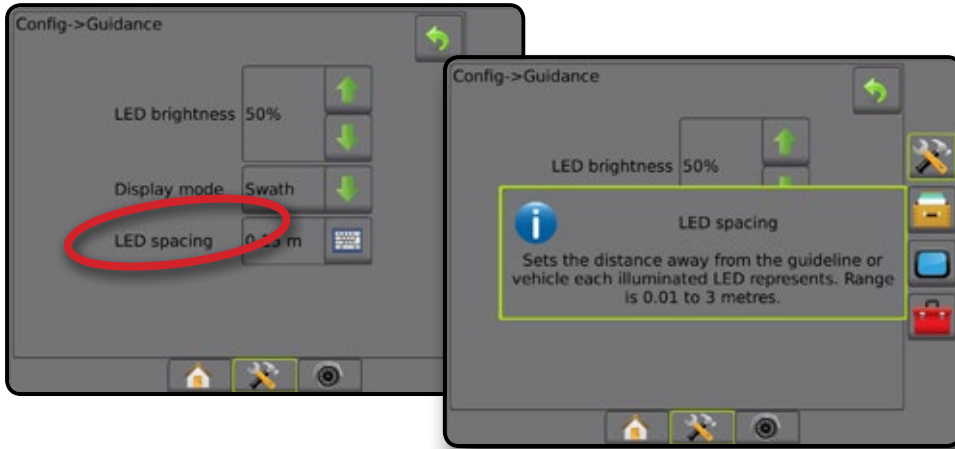 Config->Guidance
LED brightness 50%
Display mode Swath
LED spacing m
Config->Guidance
LED brightness 50%
LED spacing
Sets the distance away from the guideline or
vehicle each illuminated LED represents. Range
is 0.01 to 3 metres.